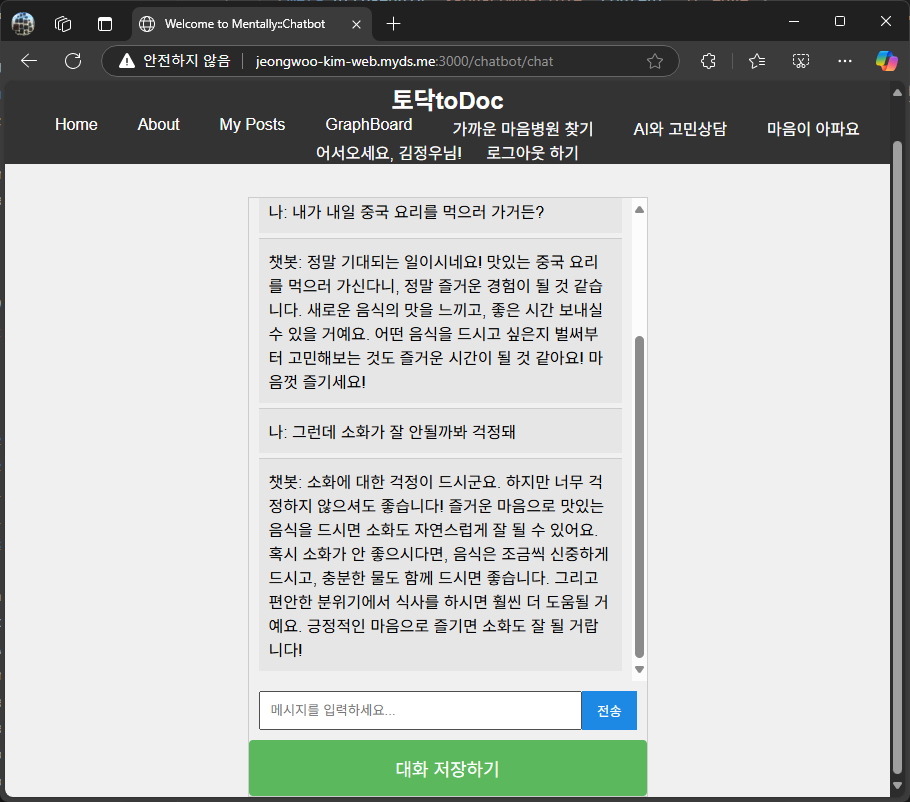 Welcome to Mentally::Chatbot
안전하지 않음 jeongwoo-kim-web.myds.me:3000/chatbot/chat
토닥toDoc
Home About My Posts GraphBoard 가까운 마음병원 찾기 AI와 고민상담 마음이 아파요
어서오세요, 김정우님! 로그아웃 하기
나: 내가 내일 중국 요리를 먹으러 가거든?
챗봇: 정말 기대되는 일이시네요! 맛있는 중국 요리
를 먹으러 가신다니, 정말 즐거운 경험이 될 것 같습
니다. 새로운 음식의 맛을 느끼고, 좋은 시간 보내실
수 있을 거예요. 어떤 음식을 드시고 싶은지 벌써부
터 고민해보는 것도 즐거운 시간이 될 것 같아요! 마
음껏 즐기세요!
나: 그런데 소화가 잘 안될까봐 걱정돼
챗봇: 소화에 대한 걱정이 드시군요. 하지만 너무 걱
정하지 않으셔도 좋습니다! 즐거운 마음으로 맛있는
음식을 드시면 소화도 자연스럽게 잘 될 수 있어요.
혹시 소화가 안 좋으시다면, 음식은 조금씩 신중하게
드시고, 충분한 물도 함께 드시면 좋습니다. 그리고
편안한 분위기에서 식사를 하시면 훨씬 더 도움될 거
예요. 긍정적인 마음으로 즐기면 소화도 잘 될 거랍
니다!
메시지를 입력하세요... 전송
대화 저장하기